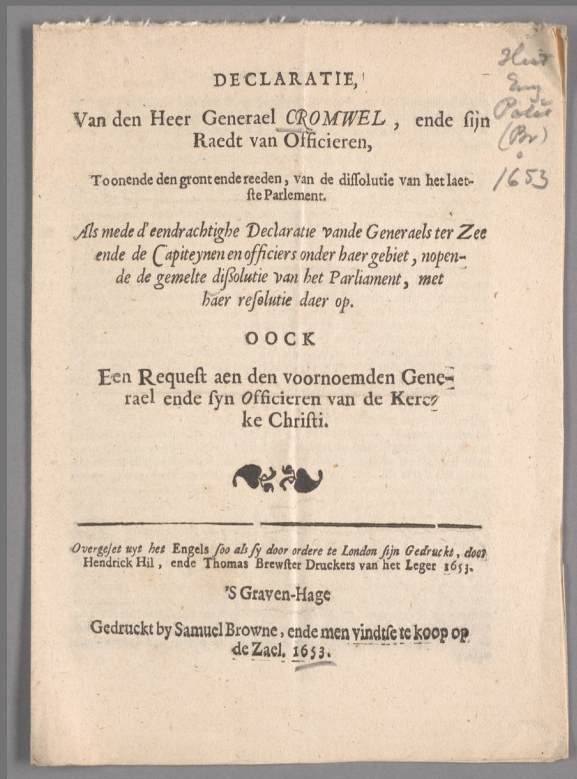 DECLARATIE,
Van den Heer Generael CROMWEL, ende sijn
Raedt van Officieren,
Toonende den gront ende reeden, van de dissolutie van het laet-
ste Parlement.
Als mede d'eendrachtighe Declaratie vande Generaels ter Zee
ende de Capiteynen en officiers onder haer gebiet, nopen-
de de gemelte dissolutie van het Parliament, met
haer resolutie daer op.
OOCK
Een Request aen den voornoemden Gene-
rael ende syn Officieren van de Kerc-
ke Christi.
Overgeset uyt het Engels soo als sy door ordere te London sijn Gedruckt, door
Hendrick Hil, ende Thomas Brewster Druckers van het Leger 1653.
'S Graven-Hage
Gedruckt by Samuel Browne, ende men vindtse te koop op
de Zael. 1653.
Hist
Eng
Polit
(Br)
1653